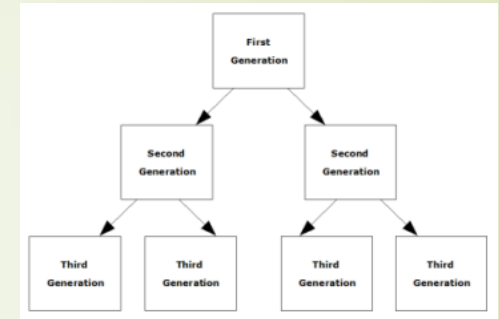 First
Generation
Second
Generation
Second
Generation
Third
Generation
Third
Generation
Third
Generation
Third
Generation